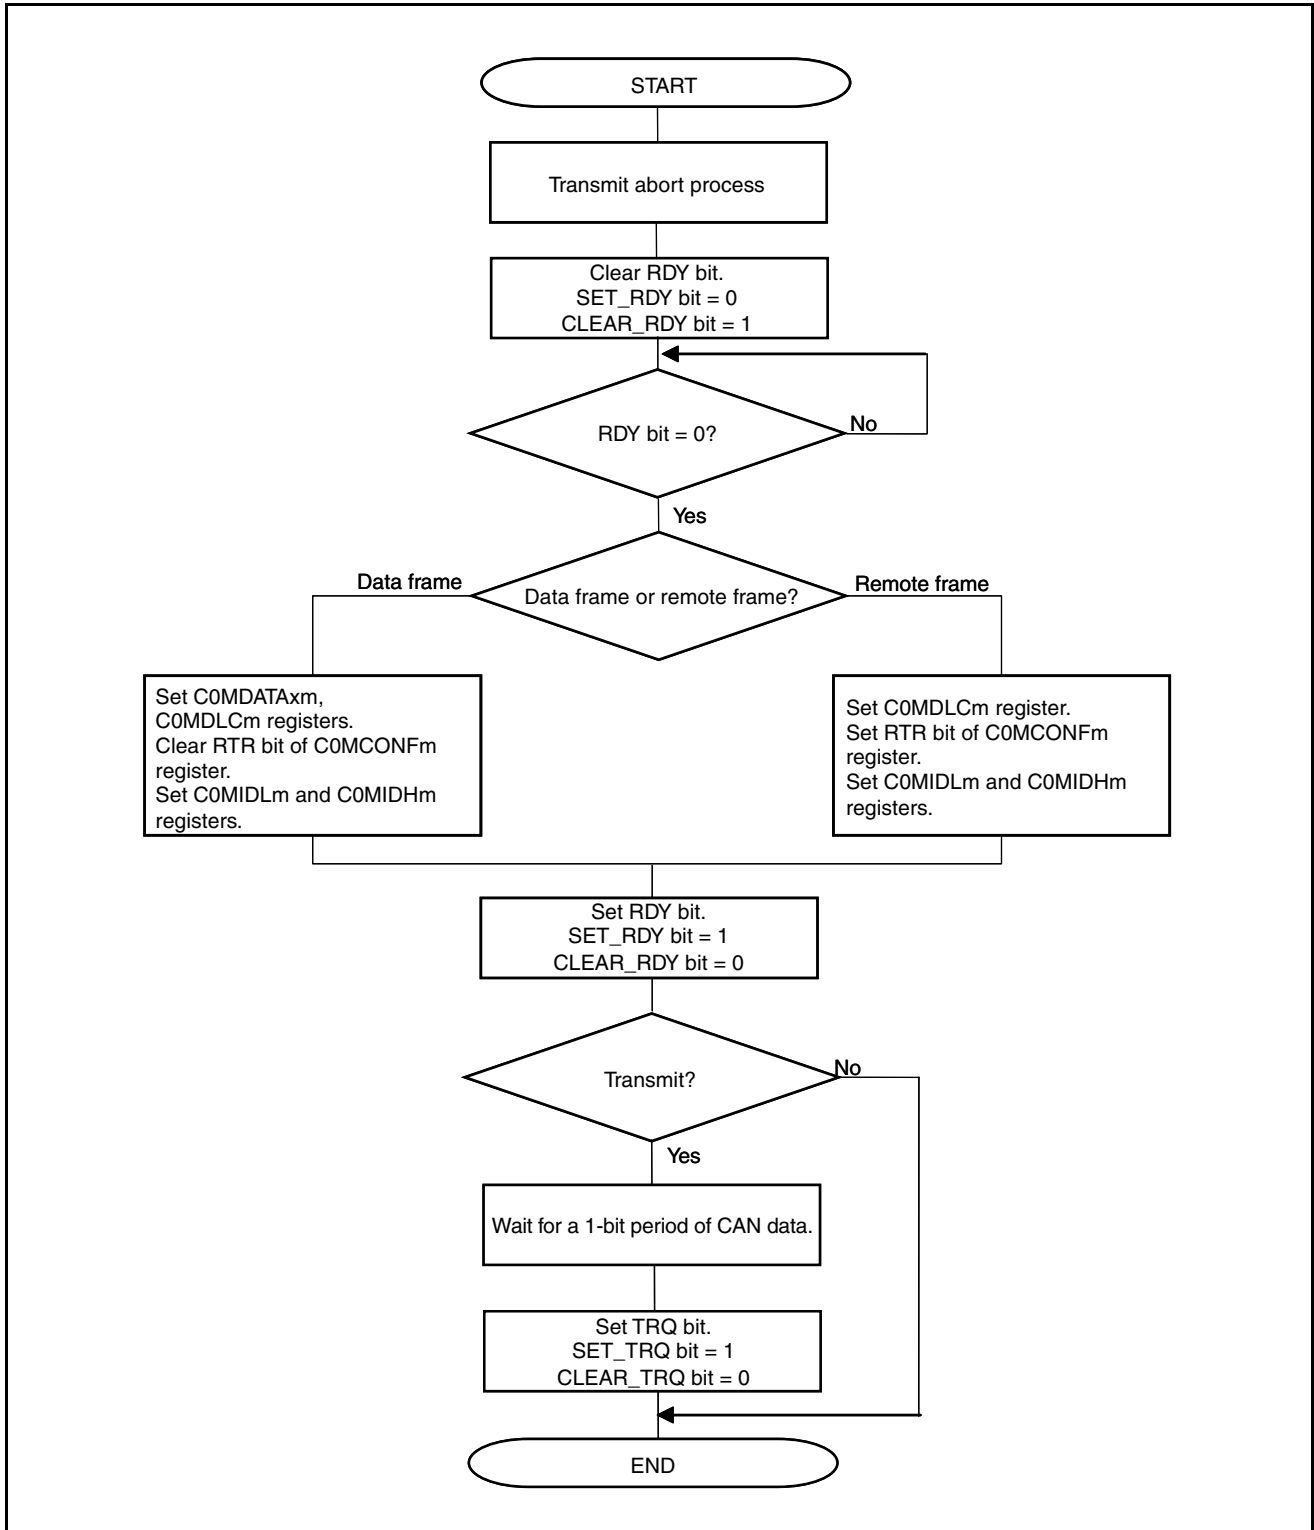 START
Transmit abort process
Clear RDY bit.
SET_RDY bit = 0
CLEAR_RDY bit = 1
RDY bit = 0?
No
Yes
Data frame
Data frame or remote frame?
Remote frame
Set C0MDATAxm,
C0MDLCm registers.
Clear RTR bit of C0MCONFm
register.
Set C0MIDLm and C0MIDHm
registers.
Set C0MDLCm register.
Set RTR bit of C0MCONFm
register.
Set C0MIDLm and C0MIDHm
registers.
Set RDY bit.
SET_RDY bit = 1
CLEAR_RDY bit = 0
Transmit?
No
Yes
Wait for a 1-bit period of CAN data.
Set TRQ bit.
SET_TRQ bit = 1
CLEAR_TRQ bit = 0
END